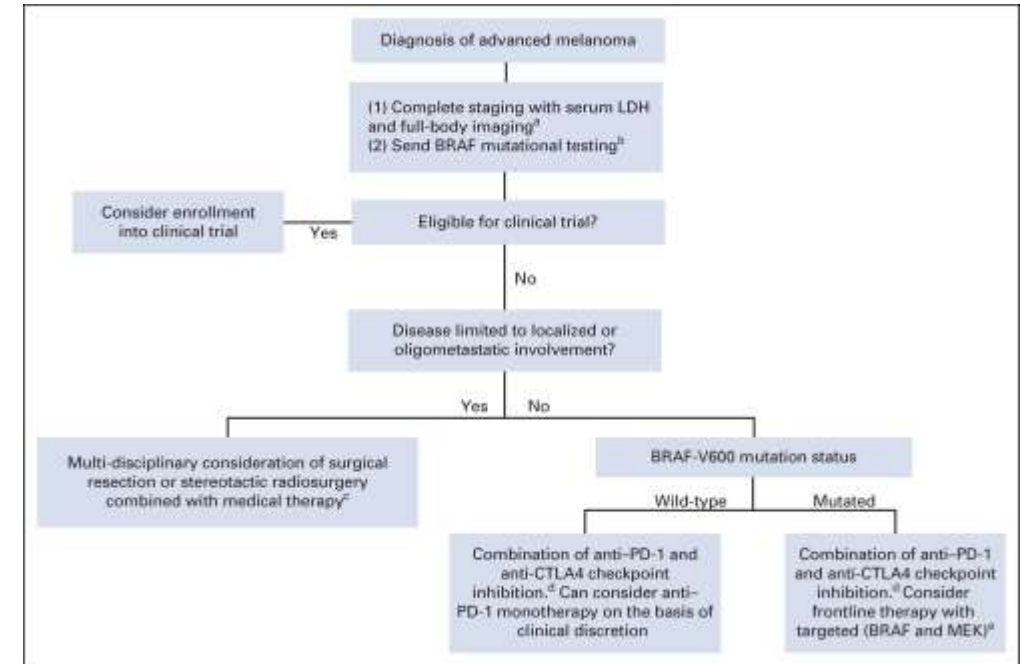 Diagnosis of advanced melanoma
(1) Complete staging with serum LDH
and full-body imaging^a
(2) Send BRAF mutational testing^b
Consider enrollment
into clinical trial
Yes
Eligible for clinical trial?
No
Disease limited to localized or
oligometastatic involvement?
Yes
No
Multi-disciplinary consideration of surgical
resection or stereotactic radiosurgery
combined with medical therapy^c
BRAF-V600 mutation status
Wild-type
Mutated
Combination of anti–PD-1 and
anti-CTLA4 checkpoint
inhibition.^d Can consider anti–
PD-1 monotherapy on the basis of
clinical discretion
Combination of anti–PD-1
and anti-CTLA4 checkpoint
inhibition.^d Consider
frontline therapy with
targeted (BRAF and MEK)^e